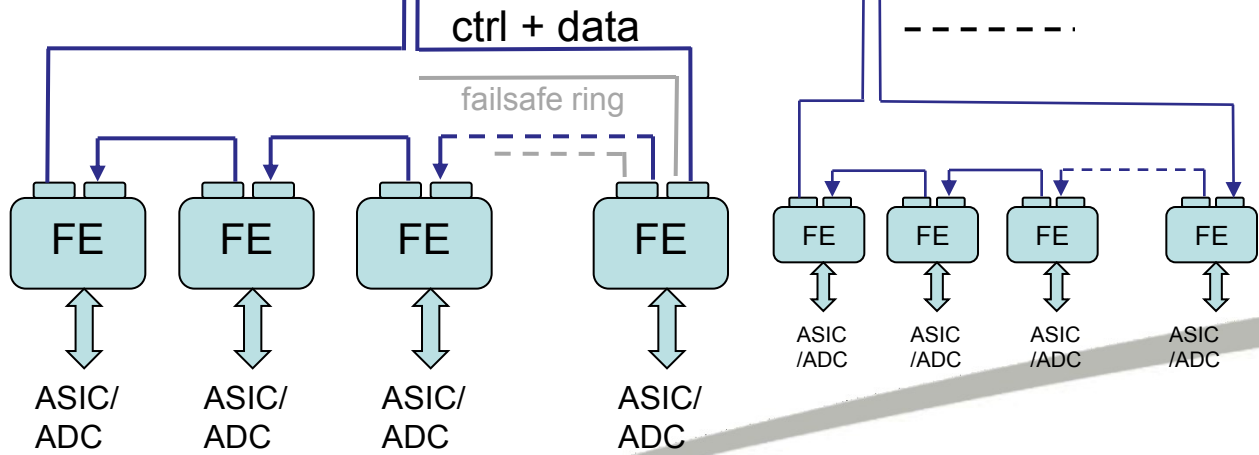 ctrl + data
failsafe ring
FE FE FE FE
FE FE FE FE
ASIC/ ASIC/ ASIC/ ASIC/
ADC ADC ADC ADC
ASIC ASIC ASIC ASIC
/ADC /ADC /ADC /ADC